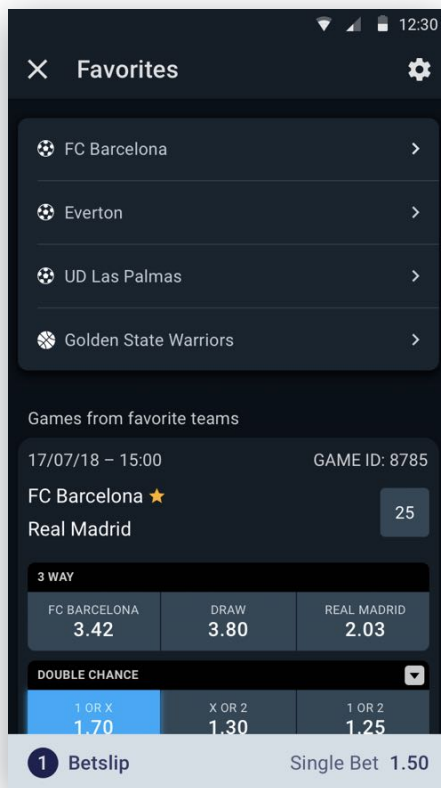 12:30
Favorites
FC Barcelona
Everton
UD Las Palmas
Golden State Warriors
Games from favorite teams
17/07/18 – 15:00 GAME ID: 8785
FC Barcelona
Real Madrid
25
3 WAY
FC BARCELONA DRAW REAL MADRID
3.42 3.80 2.03
DOUBLE CHANCE
1 OR X X OR 2 1 OR 2
1.70 1.30 1.25
1 Betslip Single Bet 1.50